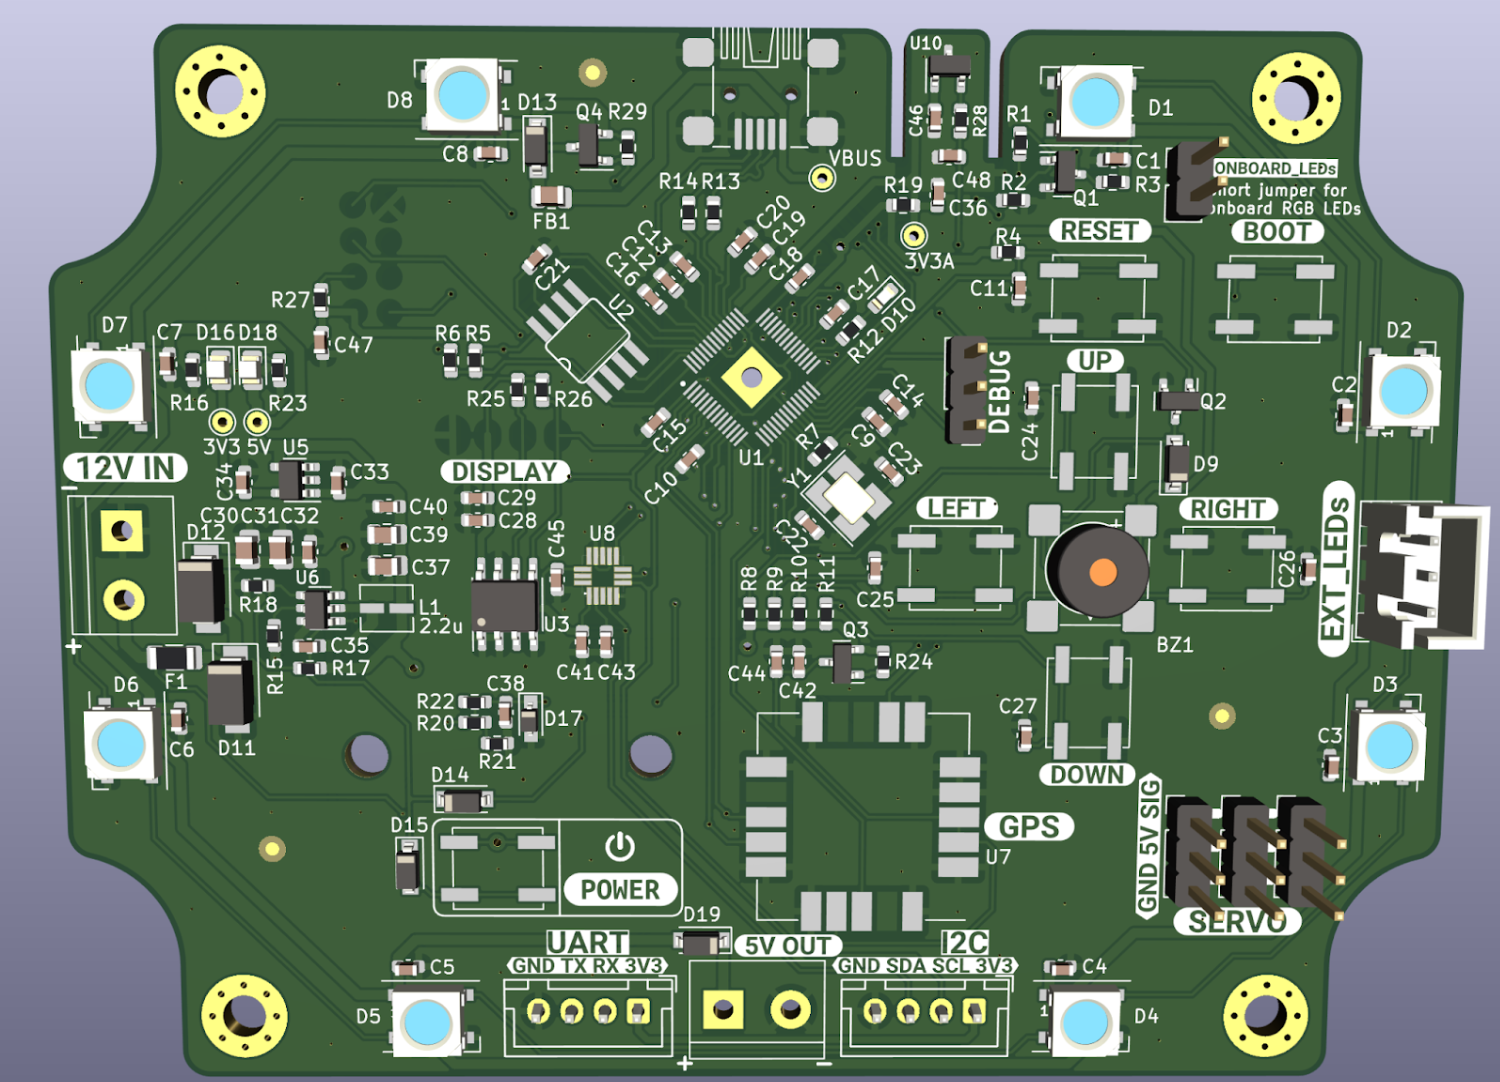 U10
D8
1
D13
Q4
R29
C46
R28
R1
D1
C8
VBUS
C48
C1
ONBOARD_LEDs
R14
R13
R19
R2
Q1
R3
short jumper for
onboard RGB LEDs
FB1
C36
C20
C19
C18
3V3A
R4
RESET
BOOT
C13
C12
C16
C21
U2
R27
C17
D10
R12
C11
D7
1
C7
D16
D18
C47
R6
R5
D2
UP
DEBUG
R16
R23
R25
R26
C14
C9
C24
Q2
C2
1
3V3
5V
C15
U1
R7
C23
12V IN
U5
C34
C33
DISPLAY
C10
Y1
D9
-
C30
C31
C32
C40
C29
C28
C22
LEFT
RIGHT
EXT_LEDs
D12
C39
C45
U8
C37
R18
U6
L1
2.2u
U3
R8
R9
R10
R11
C25
C26
+
R15
C35
R17
Q3
BZ1
F1
C41
C43
C44
C42
R24
D6
1
C38
D3
D11
C6
R22
R20
D17
R21
C27
C3
1
D14
DOWN
GND 5V SIG
D15
POWER
GPS
U7
D19
SERVO
UART
5V OUT
I2C
GND TX RX 3V3
GND SDA SCL 3V3
C5
C4
D5
1
D4
+
-